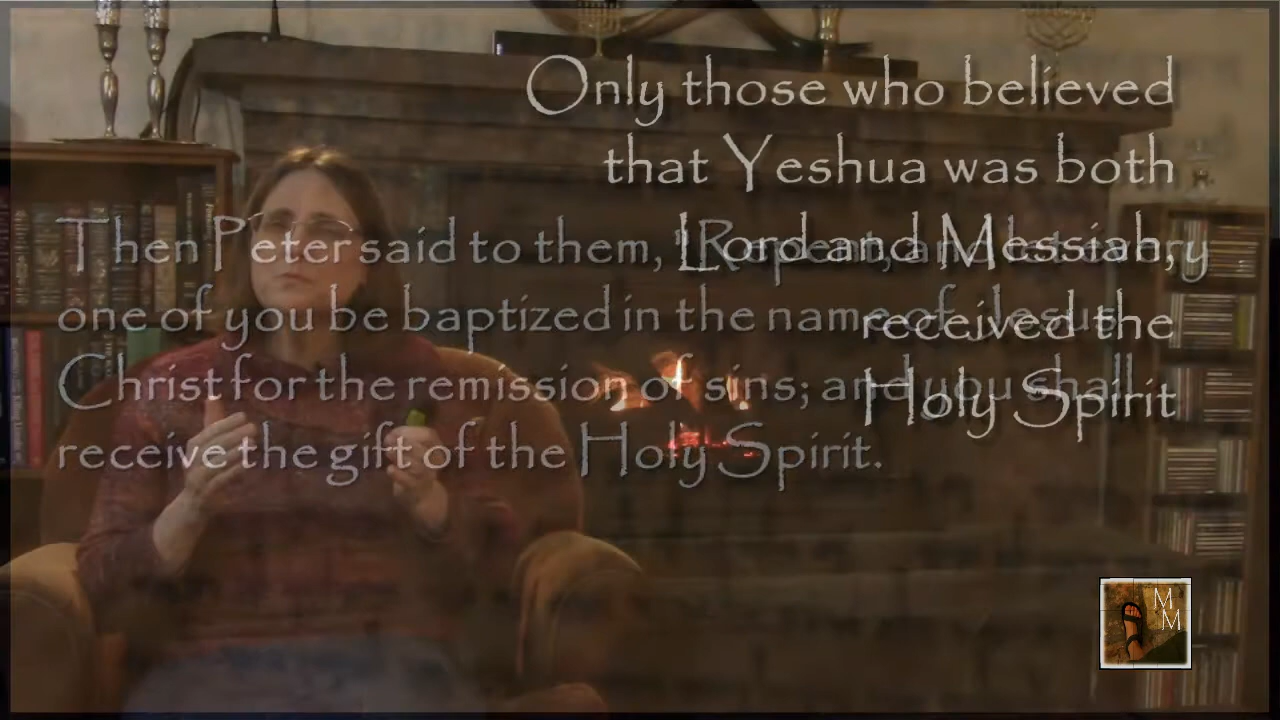 Only those who believed
that Yeshua was both
Lord and Messiah,
received the
Holy Spirit
Then Peter said to them, "Repent, and let every
one of you be baptized in the name of Jesus
Christ for the remission of sins; and you shall
receive the gift of the Holy Spirit.
M
M